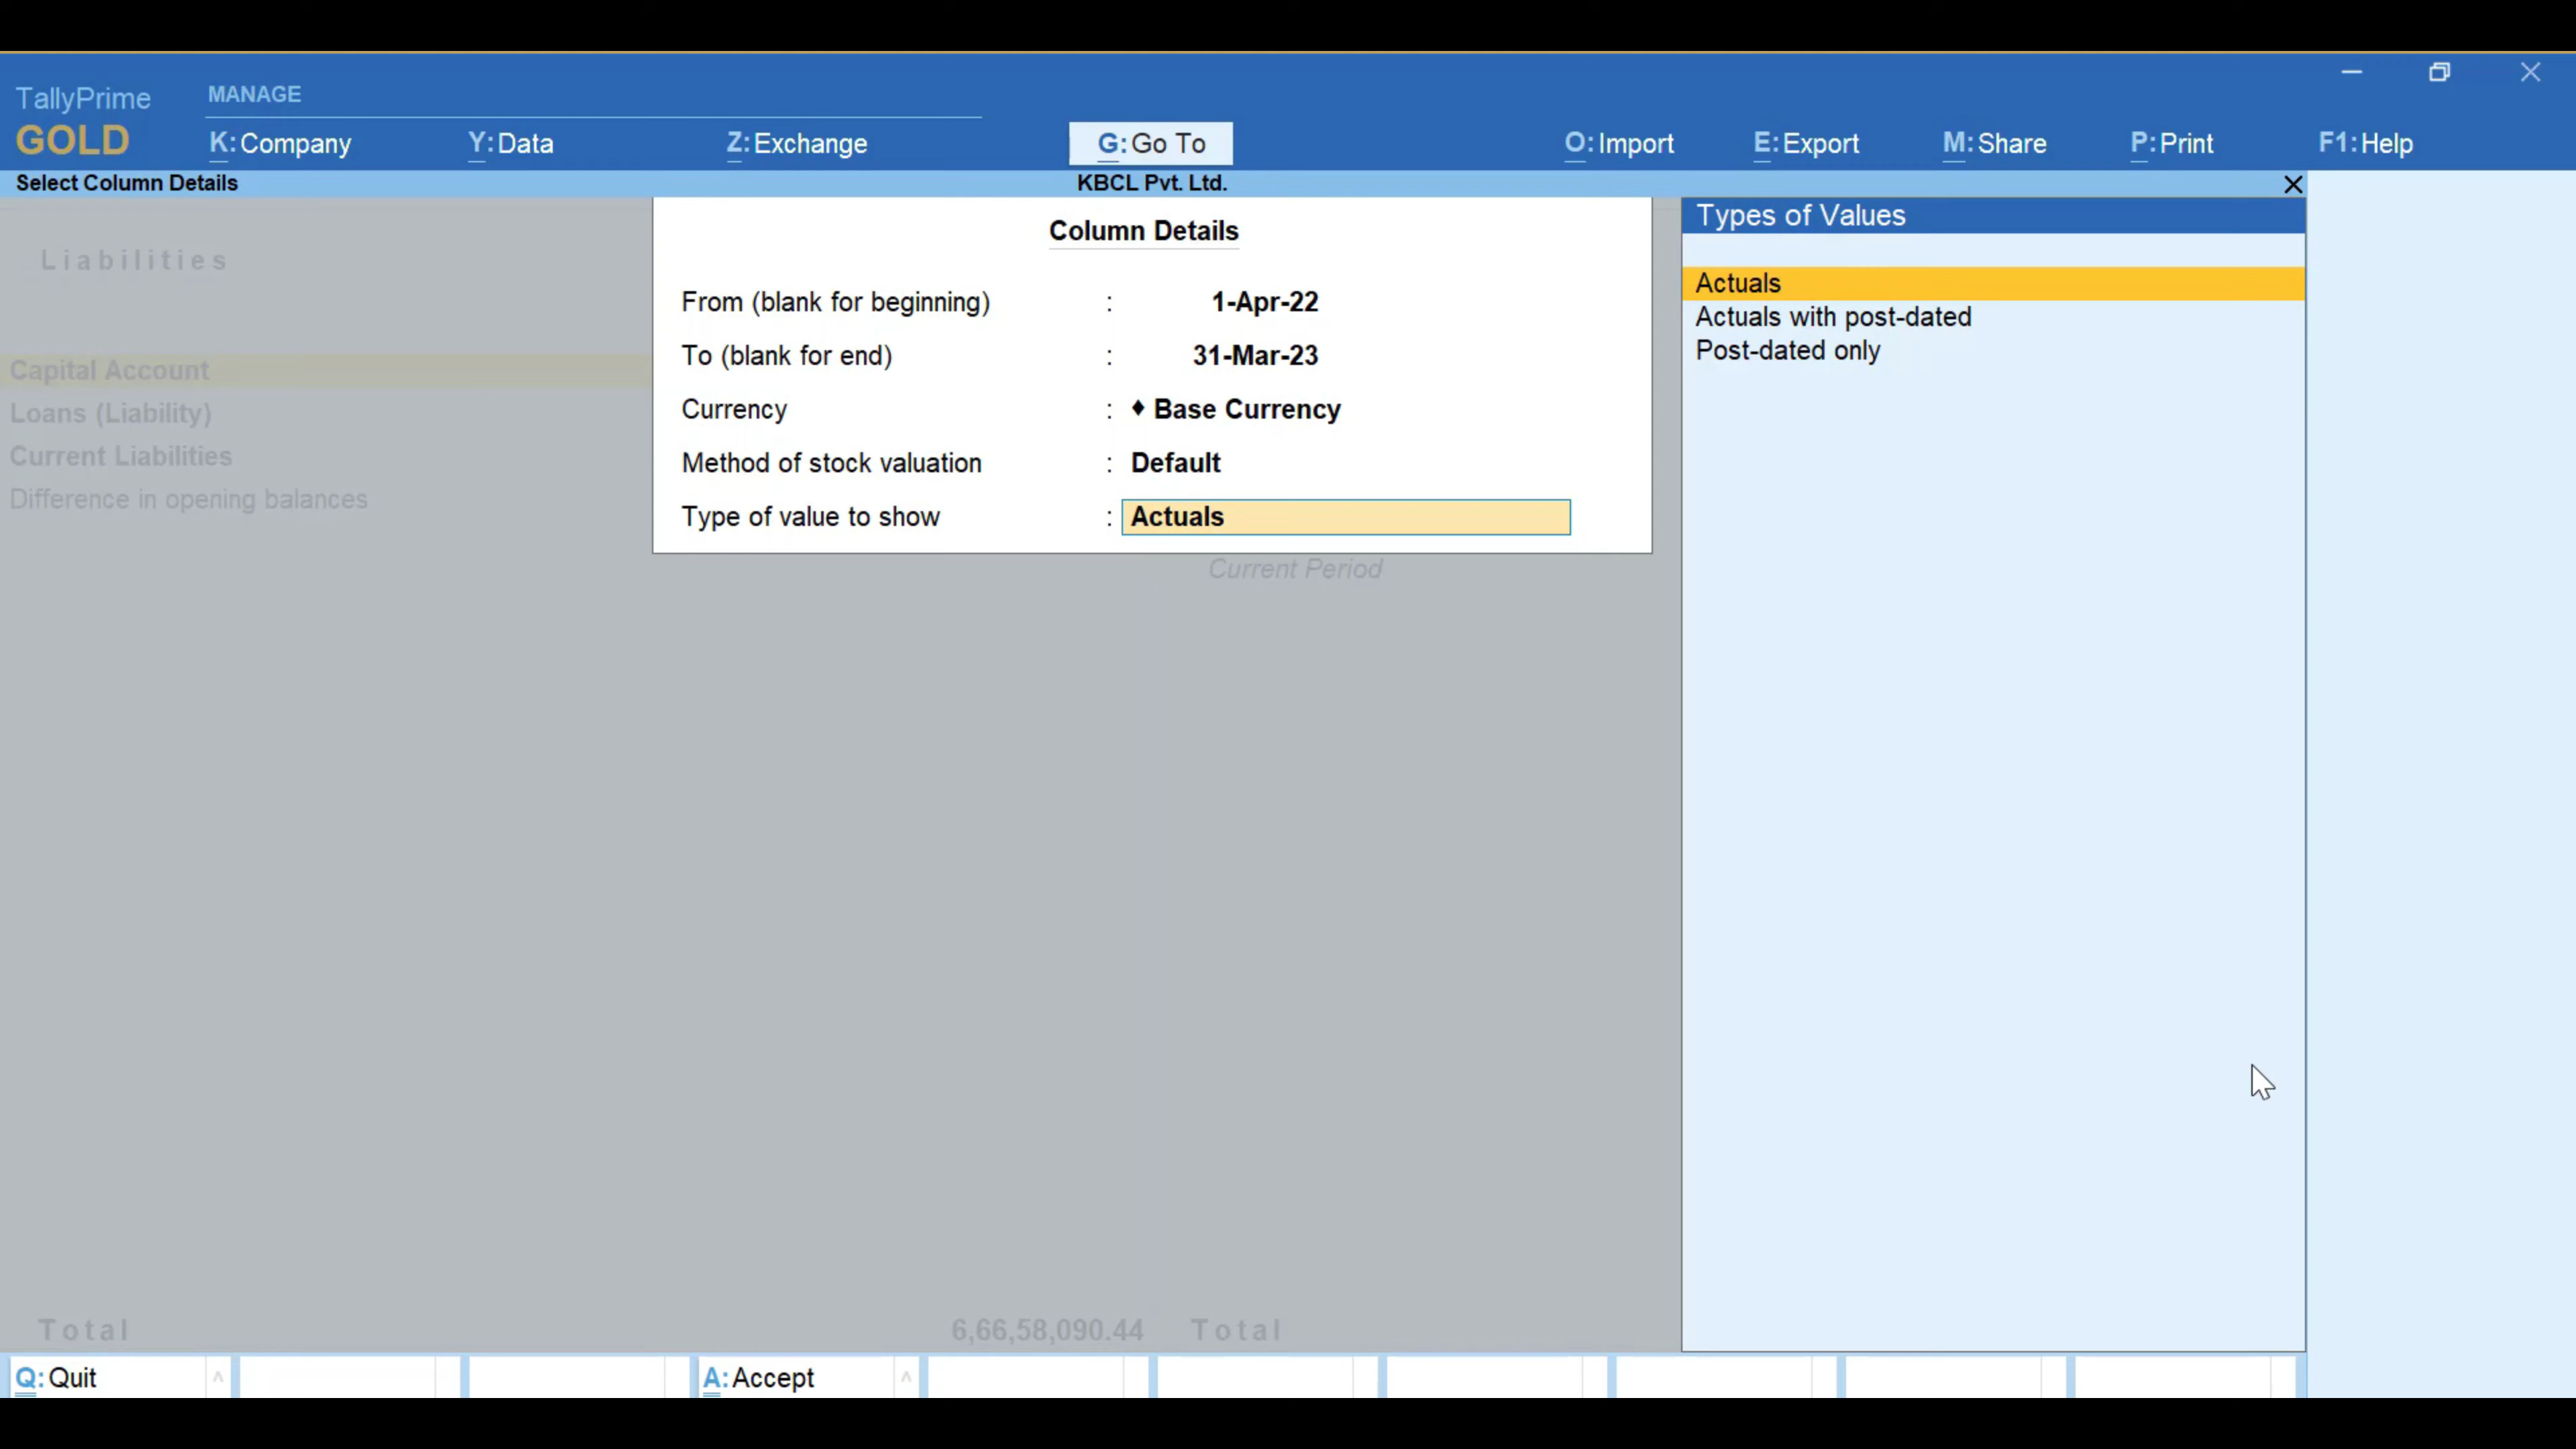 TallyPrime
GOLD
MANAGE
K: Company
Y: Data
Z: Exchange
G: Go To
O: Import
E: Export
M: Share
P: Print
F1: Help
Select Column Details
KBCL Pvt. Ltd.
Liabilities
Capital Account
Loans (Liability)
Current Liabilities
Difference in opening balances
Column Details
From (blank for beginning) : 1-Apr-22
To (blank for end) : 31-Mar-23
Currency : ♦ Base Currency
Method of stock valuation : Default
Type of value to show : Actuals
Current Period
Types of Values
Actuals
Actuals with post-dated
Post-dated only
Total 6,66,58,090.44 Total
Q: Quit
A: Accept